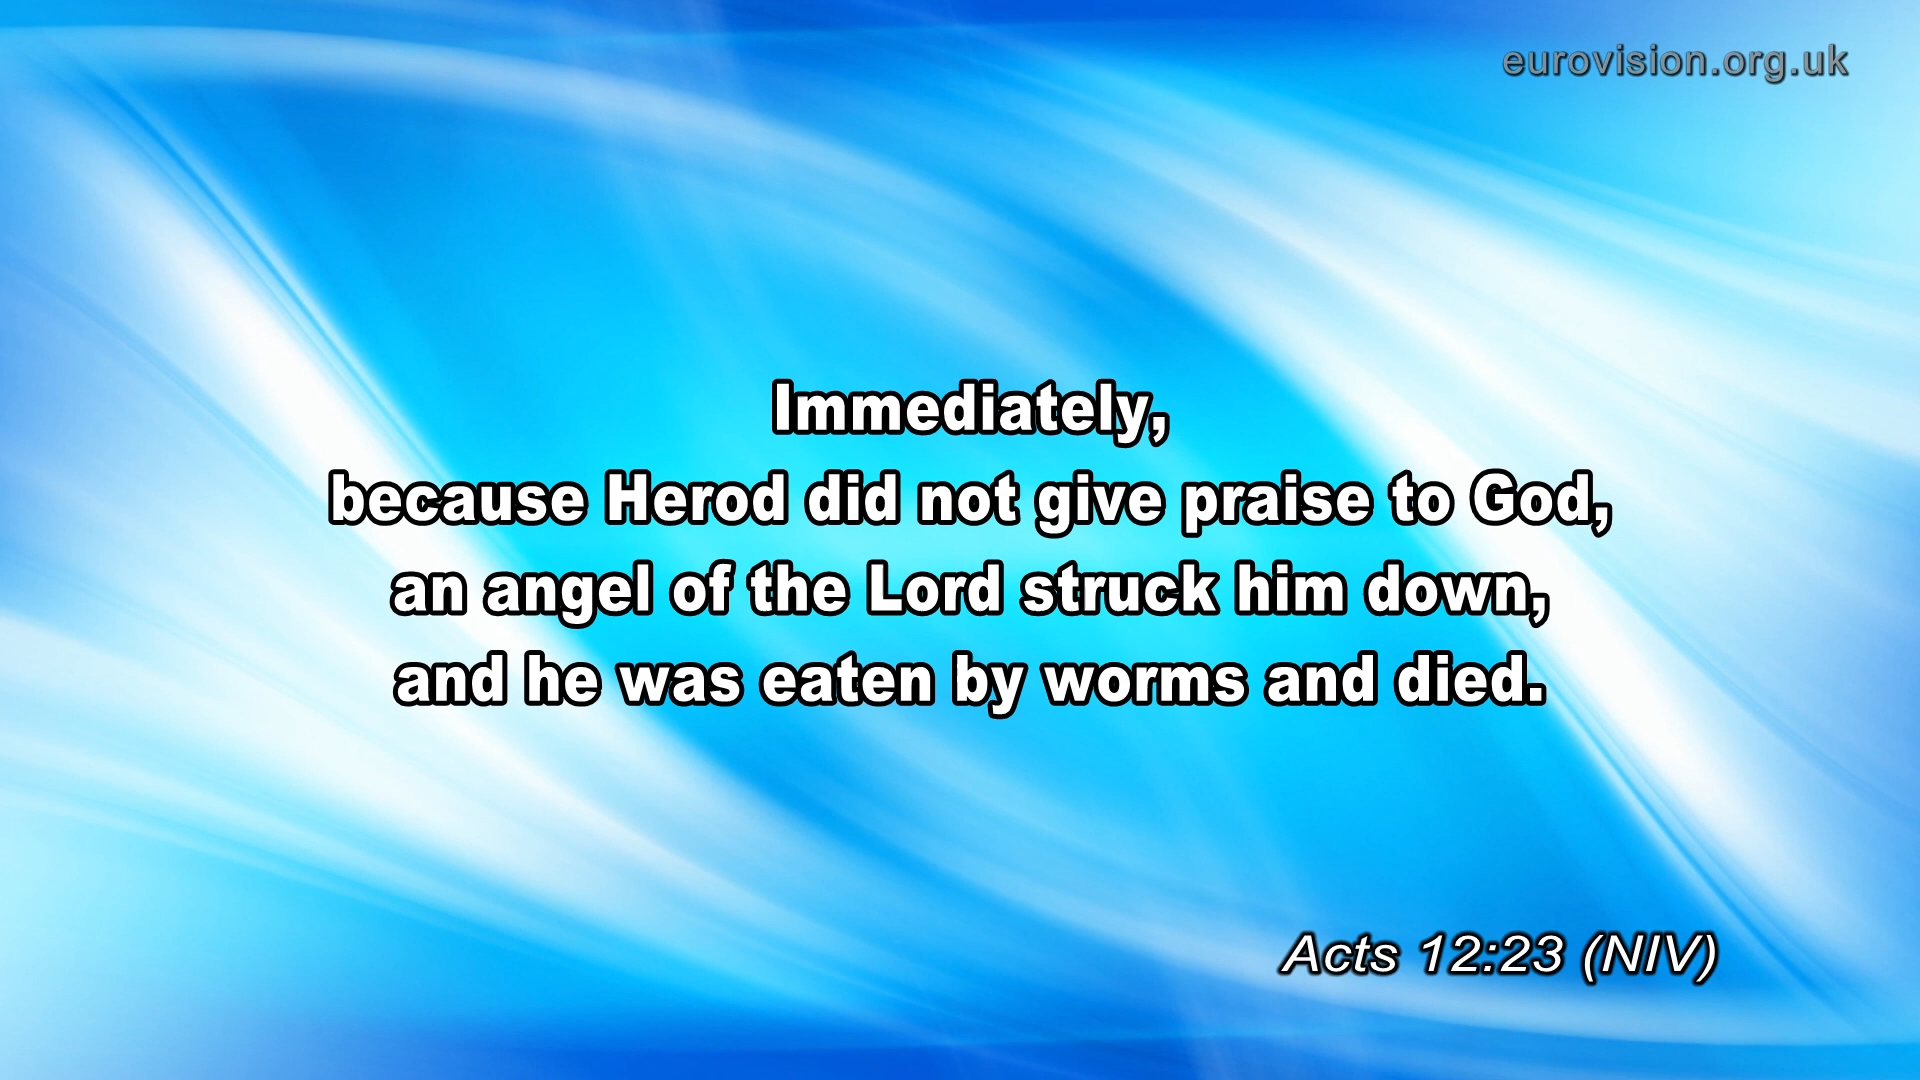 eurovision.org.uk
Immediately,
because Herod did not give praise to God,
an angel of the Lord struck him down,
and he was eaten by worms and died.
Acts 12:23 (NIV)